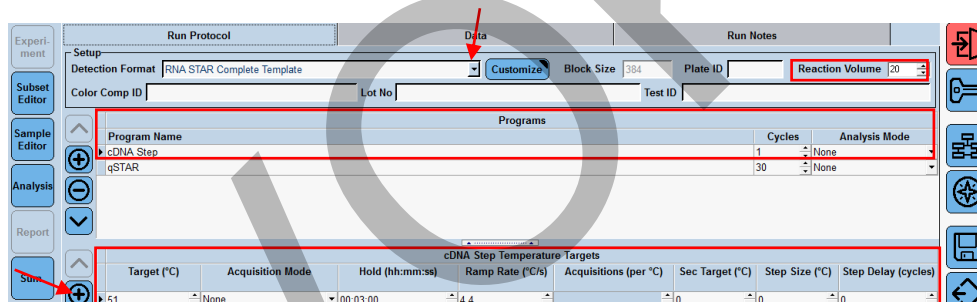 Run Protocol Data Run Notes
Experi-
ment
Setup
Detection Format RNA STAR Complete Template Customize Block Size 384 Plate ID Reaction Volume 20
Color Comp ID Lot No Test ID
Subset
Editor
Programs
Program Name Cycles Analysis Mode
cDNA Step 1 None
qSTAR 30 None
Sample
Editor
Analysis
Report
cDNA Step Temperature Targets
Target (°C) Acquisition Mode Hold (hh:mm:ss) Ramp Rate (°C/s) Acquisitions (per °C) Sec Target (°C) Step Size (°C) Step Delay (cycles)
Sum.
51 None 00:03:00 4.4 0 0 0